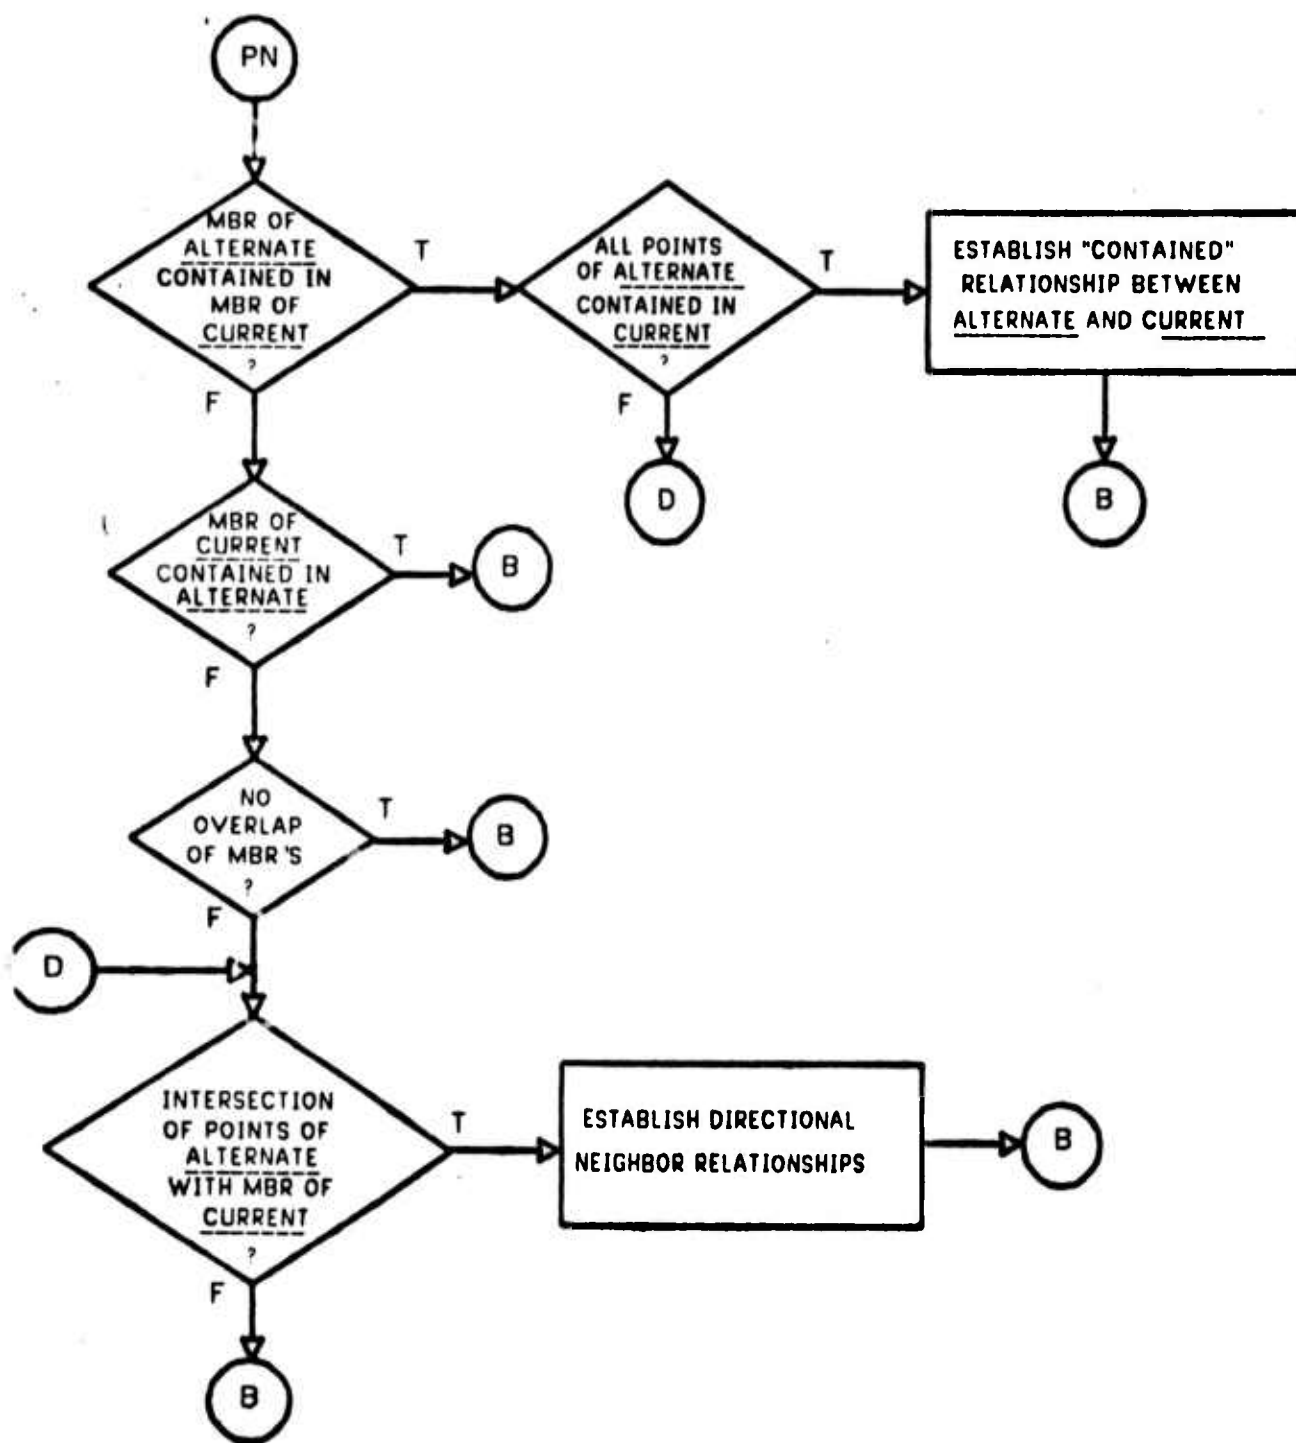 PN
MBR OF
ALTERNATE
CONTAINED IN
MBR OF
CURRENT
?
T
F
ALL POINTS
OF ALTERNATE
CONTAINED IN
CURRENT
?
T
F
ESTABLISH "CONTAINED"
RELATIONSHIP BETWEEN
ALTERNATE AND CURRENT
D
B
MBR OF
CURRENT
CONTAINED IN
ALTERNATE
?
T
F
B
NO
OVERLAP
OF MBR'S
?
T
F
B
D
INTERSECTION
OF POINTS OF
ALTERNATE
WITH MBR OF
CURRENT
?
T
F
ESTABLISH DIRECTIONAL
NEIGHBOR RELATIONSHIPS
B
B